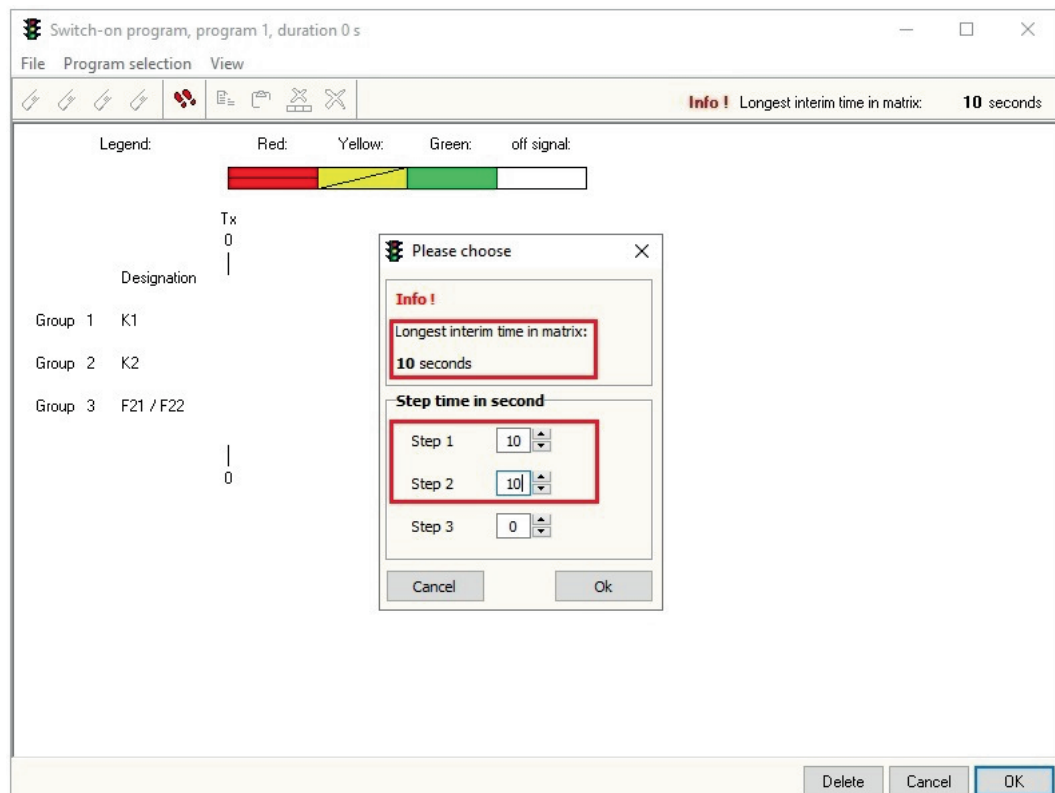 Switch-on program, program 1, duration 0 s
File Program selection View
Info ! Longest interim time in matrix: 10 seconds
Legend: Red: Yellow: Green: off signal:
Tx
0
Designation
Group 1 K1
Group 2 K2
Group 3 F21 / F22
0
Please choose
Info !
Longest interim time in matrix:
10 seconds
Step time in second
Step 1 10
Step 2 10
Step 3 0
Cancel Ok
Delete Cancel OK